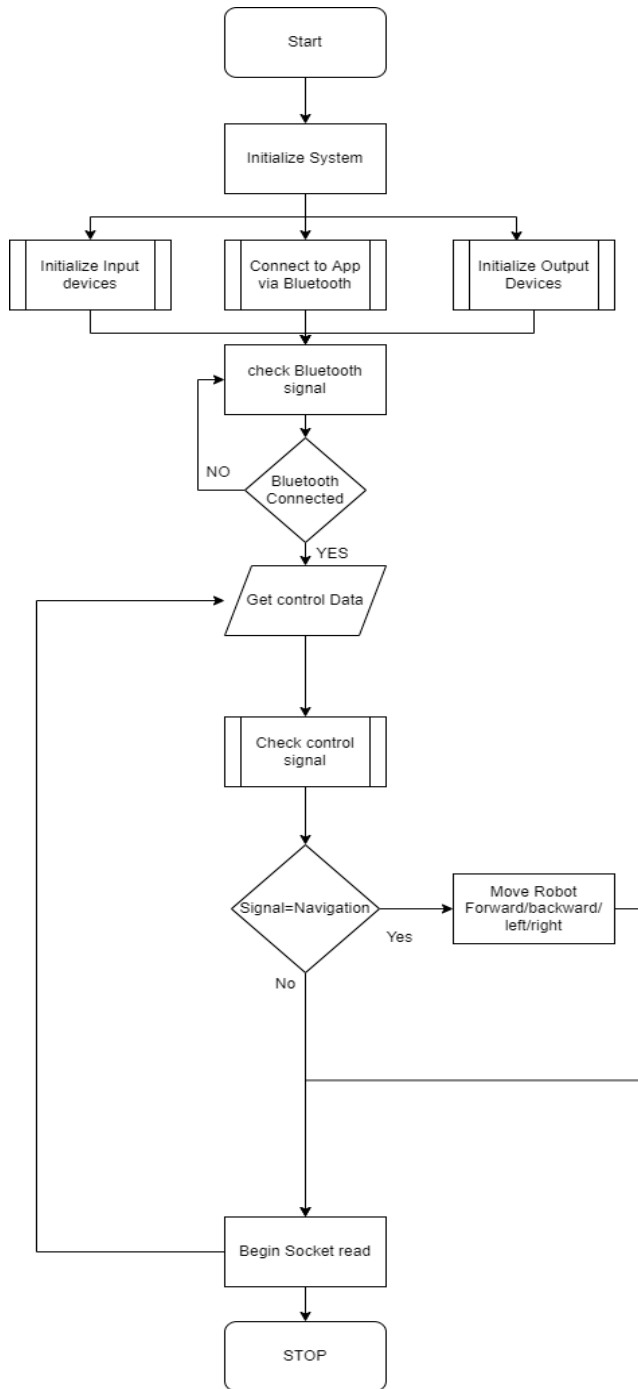 Start
Initialize System
Initialize Input
devices
Connect to App
via Bluetooth
Initialize Output
Devices
check Bluetooth
signal
NO
Bluetooth
Connected
YES
Get control Data
Check control
signal
Signal=Navigation
Yes
Move Robot
Forward/backward/
left/right
No
Begin Socket read
STOP